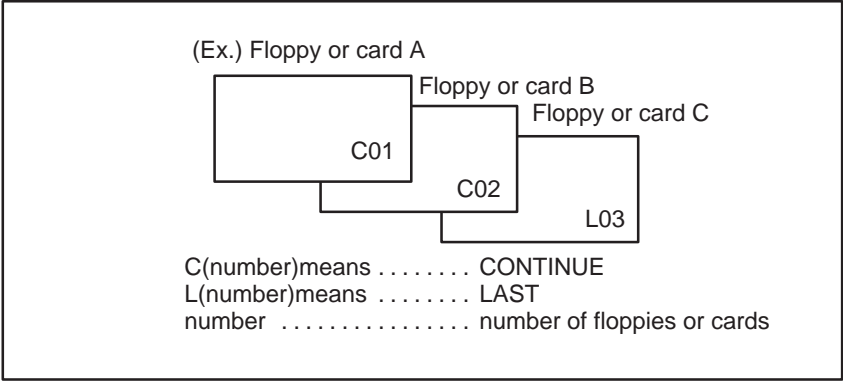 (Ex.) Floppy or card A
Floppy or card B
Floppy or card C
C01
C02
L03
C(number)means . . . . . . . . CONTINUE
L(number)means . . . . . . . . LAST
number . . . . . . . . . . . . . . . . number of floppies or cards